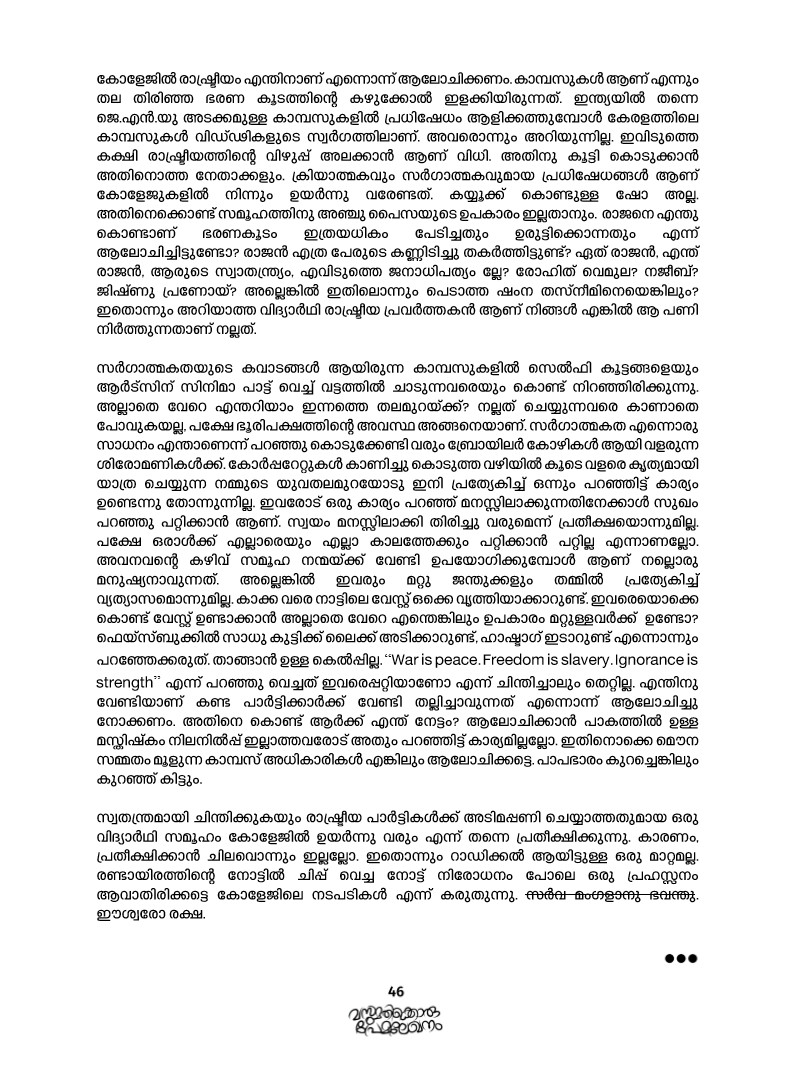 കോളേജിൽ രാഷ്ട്രീയം എന്തിനാണ് എന്നൊന്ന് ആലോചിക്കണം. കാമ്പസുകൾ ആണ് എന്നും
തല തിരിഞ്ഞ ഭരണ കൂടത്തിന്റെ കഴുക്കോൽ ഇളക്കിയിരുന്നത്. ഇന്ത്യയിൽ തന്നെ
ജെ.എൻ.യു അടക്കമുള്ള കാമ്പസുകളിൽ പ്രധിഷേധം ആളിക്കത്തുമ്പോൾ കേരളത്തിലെ
കാമ്പസുകൾ വിഡ്ഢികളുടെ സ്വർഗത്തിലാണ്. അവരൊന്നും അറിയുന്നില്ല. ഇവിടുത്തെ
കക്ഷി രാഷ്ട്രീയത്തിന്റെ വിഴുപ്പ് അലക്കാൻ ആണ് വിധി. അതിനു കൂട്ടി കൊടുക്കാൻ
അതിനൊത്ത നേതാക്കളും. ക്രിയാത്മകവും സർഗാത്മകവുമായ പ്രധിഷേധങ്ങൾ ആണ്
കോളേജുകളിൽ നിന്നും ഉയർന്നു വരേണ്ടത്. കയ്യൂക്ക് കൊണ്ടുള്ള ഷോ അല്ല.
അതിനെക്കൊണ്ട് സമൂഹത്തിനു അഞ്ചു പൈസയുടെ ഉപകാരം ഇല്ലതാനും. രാജനെ എന്തു
കൊണ്ടാണ് ഭരണകൂടം ഇത്രയധികം പേടിച്ചതും ഉരുട്ടിക്കൊന്നതും എന്ന്
ആലോചിച്ചിട്ടുണ്ടോ? രാജൻ എത്ര പേരുടെ കണ്ണിടിച്ചു തകർത്തിട്ടുണ്ട്? ഏത് രാജൻ, എന്ത്
രാജൻ, ആരുടെ സ്വാതന്ത്ര്യം, എവിടുത്തെ ജനാധിപത്യം ല്ലേ? രോഹിത് വെമുല? നജീബ്?
ജിഷ്ണു പ്രണോയ്? അല്ലെങ്കിൽ ഇതിലൊന്നും പെടാത്ത ഷംന തസ്നീമിനെയെങ്കിലും?
ഇതൊന്നും അറിയാത്ത വിദ്യാർഥി രാഷ്ട്രീയ പ്രവർത്തകൻ ആണ് നിങ്ങൾ എങ്കിൽ ആ പണി
നിർത്തുന്നതാണ് നല്ലത്.
സർഗാത്മകതയുടെ കവാടങ്ങൾ ആയിരുന്ന കാമ്പസുകളിൽ സെൽഫി കൂട്ടങ്ങളെയും
ആർട്സിന് സിനിമാ പാട്ട് വെച്ച് വട്ടത്തിൽ ചാടുന്നവരെയും കൊണ്ട് നിറഞ്ഞിരിക്കുന്നു.
അല്ലാതെ വേറെ എന്തറിയാം ഇന്നത്തെ തലമുറയ്ക്ക്? നല്ലത് ചെയ്യുന്നവരെ കാണാതെ
പോവുകയല്ല, പക്ഷേ ഭൂരിപക്ഷത്തിന്റെ അവസ്ഥ അങ്ങനെയാണ്. സർഗാത്മകത എന്നൊരു
സാധനം എന്താണെന്ന് പറഞ്ഞു കൊടുക്കേണ്ടി വരും ബ്രോയിലർ കോഴികൾ ആയി വളരുന്ന
ശിരോമണികൾക്ക്. കോർപ്പറേറ്റുകൾ കാണിച്ചു കൊടുത്ത വഴിയിൽ കൂടെ വളരെ കൃത്യമായി
യാത്ര ചെയ്യുന്ന നമ്മുടെ യുവതലമുറയോടു ഇനി പ്രത്യേകിച്ച് ഒന്നും പറഞ്ഞിട്ട് കാര്യം
ഉണ്ടെന്നു തോന്നുന്നില്ല. ഇവരോട് ഒരു കാര്യം പറഞ്ഞ് മനസ്സിലാക്കുന്നതിനേക്കാൾ സുഖം
പറഞ്ഞു പറ്റിക്കാൻ ആണ്. സ്വയം മനസ്സിലാക്കി തിരിച്ചു വരുമെന്ന് പ്രതീക്ഷയൊന്നുമില്ല.
പക്ഷേ ഒരാൾക്ക് എല്ലാരെയും എല്ലാ കാലത്തേക്കും പറ്റിക്കാൻ പറ്റില്ല എന്നാണല്ലോ.
അവനവന്റെ കഴിവ് സമൂഹ നന്മയ്ക്ക് വേണ്ടി ഉപയോഗിക്കുമ്പോൾ ആണ് നല്ലൊരു
മനുഷ്യനാവുന്നത്. അല്ലെങ്കിൽ ഇവരും മറ്റു ജന്തുക്കളും തമ്മിൽ പ്രത്യേകിച്ച്
വ്യത്യാസമൊന്നുമില്ല. കാക്ക വരെ നാട്ടിലെ വേസ്റ്റ് ഒക്കെ വൃത്തിയാക്കാറുണ്ട്. ഇവരെയൊക്കെ
കൊണ്ട് വേസ്റ്റ് ഉണ്ടാക്കാൻ അല്ലാതെ വേറെ എന്തെങ്കിലും ഉപകാരം മറ്റുള്ളവർക്ക് ഉണ്ടോ?
ഫെയ്സ്ബുക്കിൽ സാധു കുട്ടിക്ക് ലൈക്ക് അടിക്കാറുണ്ട്, ഹാഷ്ടാഗ് ഇടാറുണ്ട് എന്നൊന്നും
പറഞ്ഞേക്കരുത്. താങ്ങാൻ ഉള്ള കെൽപ്പില്ല. “War is peace. Freedom is slavery. Ignorance is
strength” എന്ന് പറഞ്ഞു വെച്ചത് ഇവരെപ്പറ്റിയാണോ എന്ന് ചിന്തിച്ചാലും തെറ്റില്ല. എന്തിനു
വേണ്ടിയാണ് കണ്ട പാർട്ടിക്കാർക്ക് വേണ്ടി തല്ലിച്ചാവുന്നത് എന്നൊന്ന് ആലോചിച്ചു
നോക്കണം. അതിനെ കൊണ്ട് ആർക്ക് എന്ത് നേട്ടം? ആലോചിക്കാൻ പാകത്തിൽ ഉള്ള
മസ്തിഷ്കം നിലനിൽപ്പ് ഇല്ലാത്തവരോട് അതും പറഞ്ഞിട്ട് കാര്യമില്ലല്ലോ. ഇതിനൊക്കെ മൌന
സമ്മതം മൂളുന്ന കാമ്പസ് അധികാരികൾ എങ്കിലും ആലോചിക്കട്ടെ. പാപഭാരം കുറച്ചെങ്കിലും
കുറഞ്ഞ് കിട്ടും.
സ്വതന്ത്രമായി ചിന്തിക്കുകയും രാഷ്ട്രീയ പാർട്ടികൾക്ക് അടിമപ്പണി ചെയ്യാത്തതുമായ ഒരു
വിദ്യാർഥി സമൂഹം കോളേജിൽ ഉയർന്നു വരും എന്ന് തന്നെ പ്രതീക്ഷിക്കുന്നു. കാരണം,
പ്രതീക്ഷിക്കാൻ ചിലവൊന്നും ഇല്ലല്ലോ. ഇതൊന്നും റാഡിക്കൽ ആയിട്ടുള്ള ഒരു മാറ്റമല്ല.
രണ്ടായിരത്തിന്റെ നോട്ടിൽ ചിപ്പ് വെച്ച നോട്ട് നിരോധനം പോലെ ഒരു പ്രഹസ്സനം
ആവാതിരിക്കട്ടെ കോളേജിലെ നടപടികൾ എന്ന് കരുതുന്നു. സർവ മംഗളാനു ഭവന്തു.
ഈശ്വരോ രക്ഷ.
46